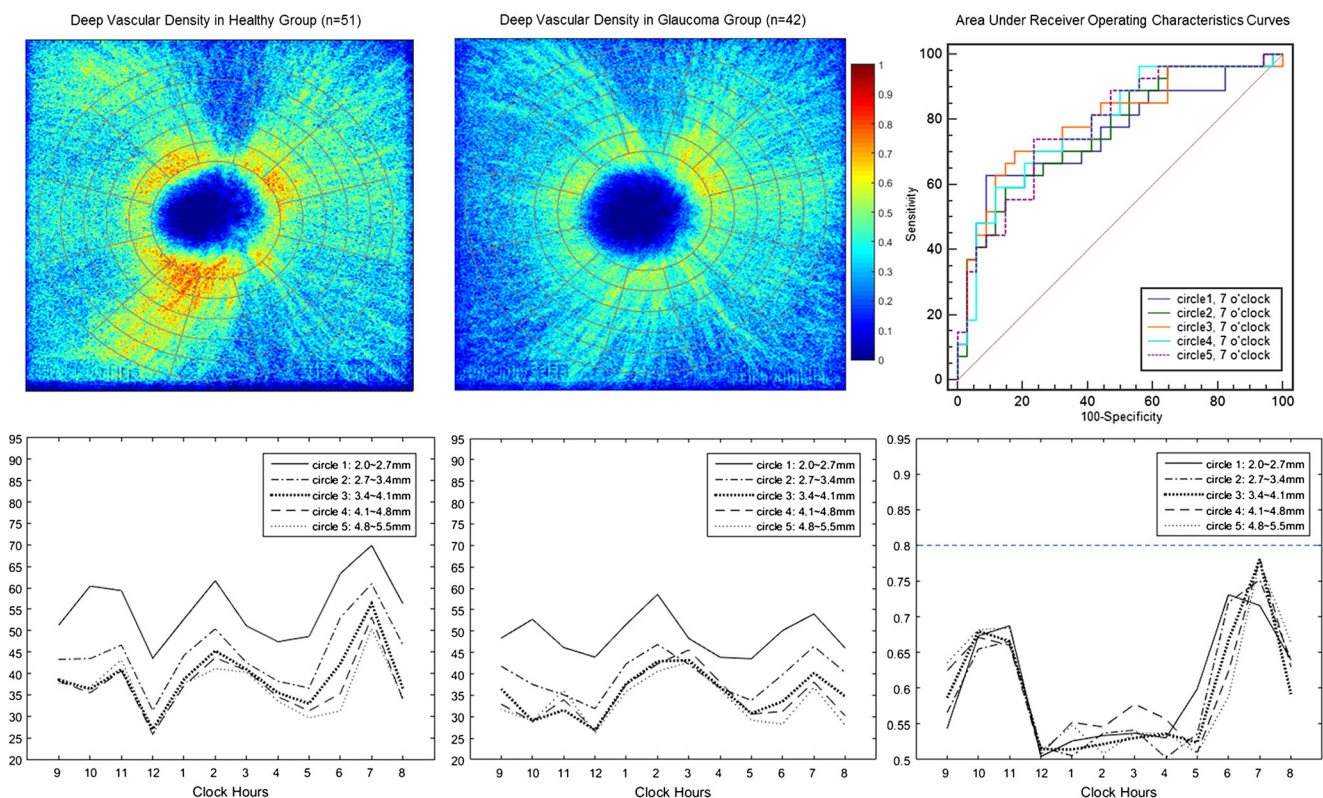 Deep Vascular Density in Healthy Group (n=51)
Deep Vascular Density in Glaucoma Group (n=42)
Area Under Receiver Operating Characteristics Curves
1
0.9
0.8
0.7
0.6
0.5
0.4
0.3
0.2
0.1
0
100
80
60
40
20
0
Sensitivity
circle1, 7 o'clock
circle2, 7 o'clock
circle3, 7 o'clock
circle4, 7 o'clock
circle5, 7 o'clock
0 20 40 60 80 100
100-Specificity
95
90
85
80
75
70
65
60
55
50
45
40
35
30
25
20
circle 1: 2.0~2.7mm
circle 2: 2.7~3.4mm
circle 3: 3.4~4.1mm
circle 4: 4.1~4.8mm
circle 5: 4.8~5.5mm
9 10 11 12 1 2 3 4 5 6 7 8
Clock Hours
95
90
85
80
75
70
65
60
55
50
45
40
35
30
25
20
circle 1: 2.0~2.7mm
circle 2: 2.7~3.4mm
circle 3: 3.4~4.1mm
circle 4: 4.1~4.8mm
circle 5: 4.8~5.5mm
9 10 11 12 1 2 3 4 5 6 7 8
Clock Hours
0.95
0.9
0.85
0.8
0.75
0.7
0.65
0.6
0.55
0.5
circle 1: 2.0~2.7mm
circle 2: 2.7~3.4mm
circle 3: 3.4~4.1mm
circle 4: 4.1~4.8mm
circle 5: 4.8~5.5mm
9 10 11 12 1 2 3 4 5 6 7 8
Clock Hours